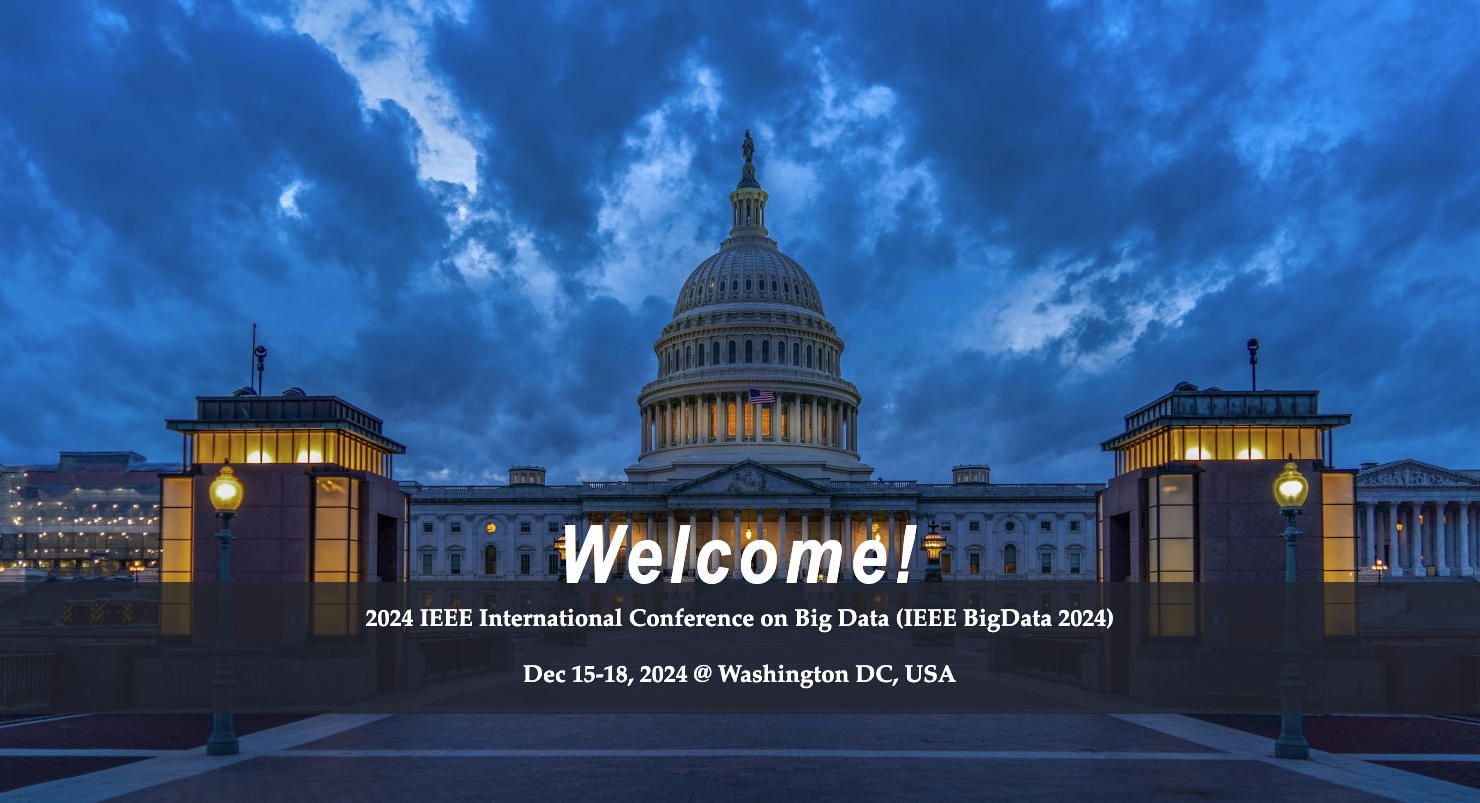 Welcome!
2024 IEEE International Conference on Big Data (IEEE BigData 2024)
Dec 15-18, 2024 @ Washington DC, USA